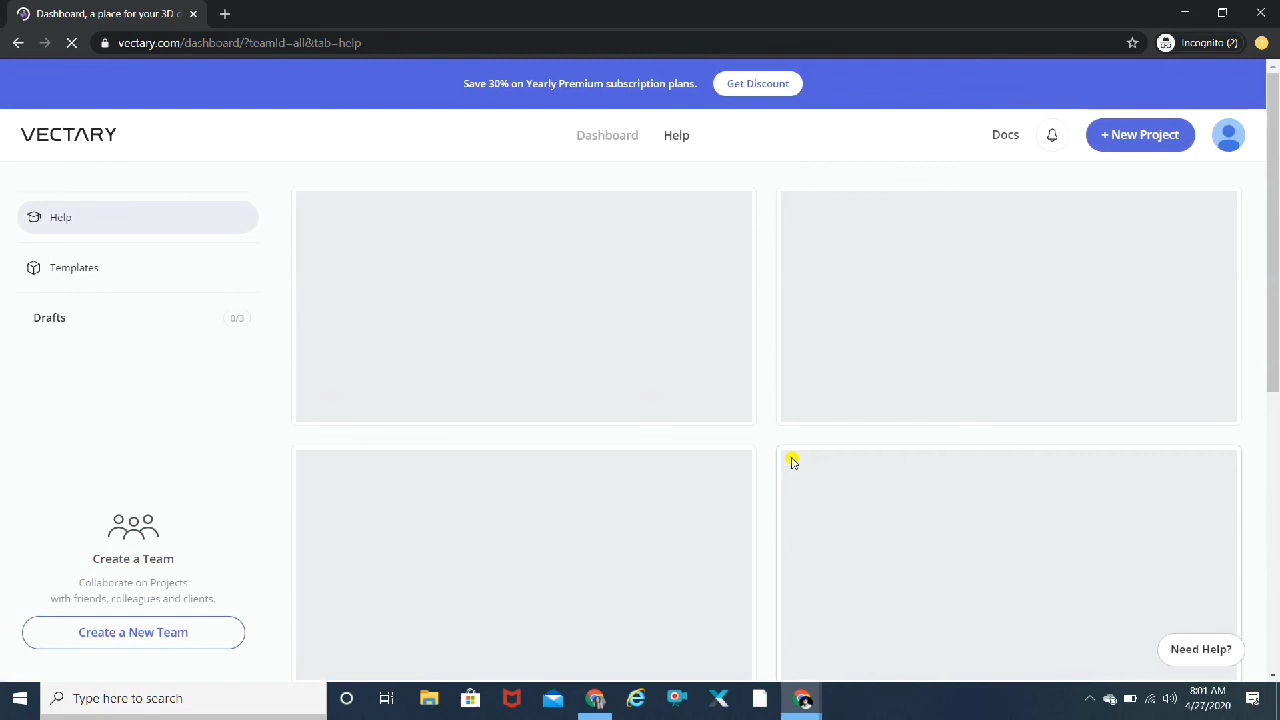 Dashboard, a place for your 3D d
vectary.com/dashboard/?teamId=all&tab=help
Incognito (2)
Save 30% on Yearly Premium subscription plans.
Get Discount
VECTARY
Dashboard
Help
Docs
+ New Project
Help
Templates
Drafts
0/3
Create a Team
Collaborate on Projects
with friends, colleagues and clients.
Create a New Team
Need Help?
Type here to search
8:01 AM
4/27/2020